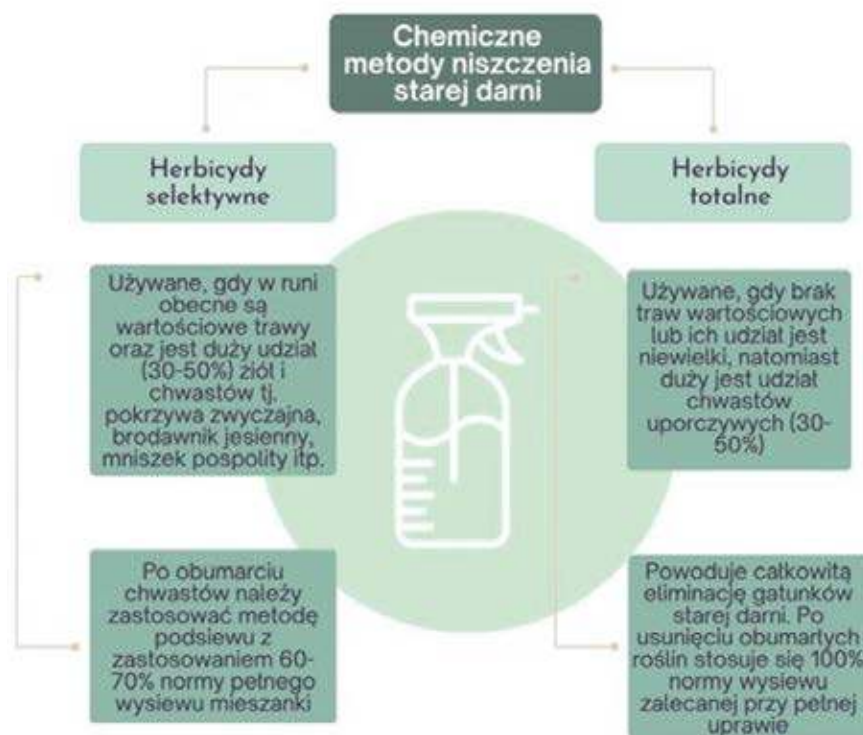 Chemiczne
metody niszczenia
starej darni
Herbicydy
selektywne
Herbicydy
totalne
Używane, gdy w runi
obecne są
wartościowe trawy
oraz jest duży udział
(30-50%) ziół i
chwastów tj.
pokrzywa zwyczajna,
brodawnik jesienny,
mniszek pospolity itp.
Używane, gdy brak
traw wartościowych
lub ich udział jest
niewielki, natomiast
duży jest udział
chwastów
uporczywych (30-
50%)
Po obumarciu
chwastów należy
zastosować metodę
podsiewu z
zastosowaniem 60-
70% normy pełnego
wysiewu mieszanki
Powoduje całkowitą
eliminację gatunków
starej darni. Po
usunięciu obumarłych
roślin stosuje się 100%
normy wysiewu
zalecanej przy pełnej
uprawie